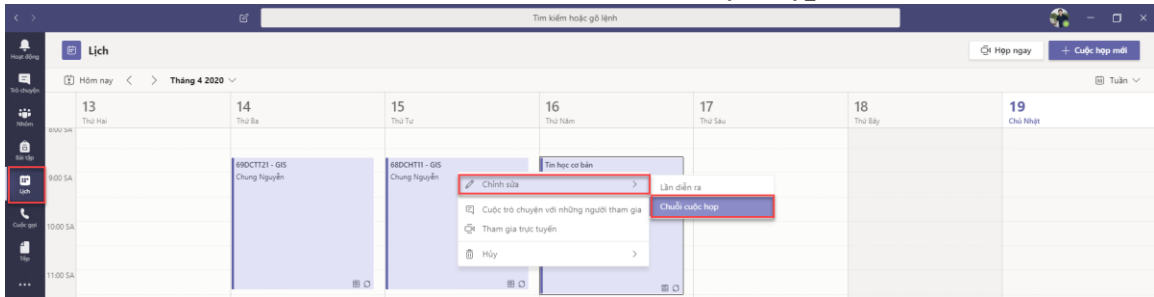 Tìm kiếm hoặc gõ lệnh
Hoạt động
Lịch
Họp ngay
+ Cuộc họp mới
Trò chuyện
Hôm nay
Tháng 4 2020
Tuần
Nhóm
13
Thứ Hai
14
Thứ Ba
15
Thứ Tư
16
Thứ Năm
17
Thứ Sáu
18
Thứ Bảy
19
Chủ Nhật
8:00 SA
Bài tập
69DCTT21 - GIS
Chung Nguyễn
68DCHT11 - GIS
Chung Nguyễn
Tin học cơ bản
9:00 SA
Lịch
Chỉnh sửa
Lần diễn ra
Chuỗi cuộc họp
Cuộc trò chuyện với những người tham gia
Cuộc gọi
10:00 SA
Tham gia trực tuyến
Tệp
Hủy
11:00 SA